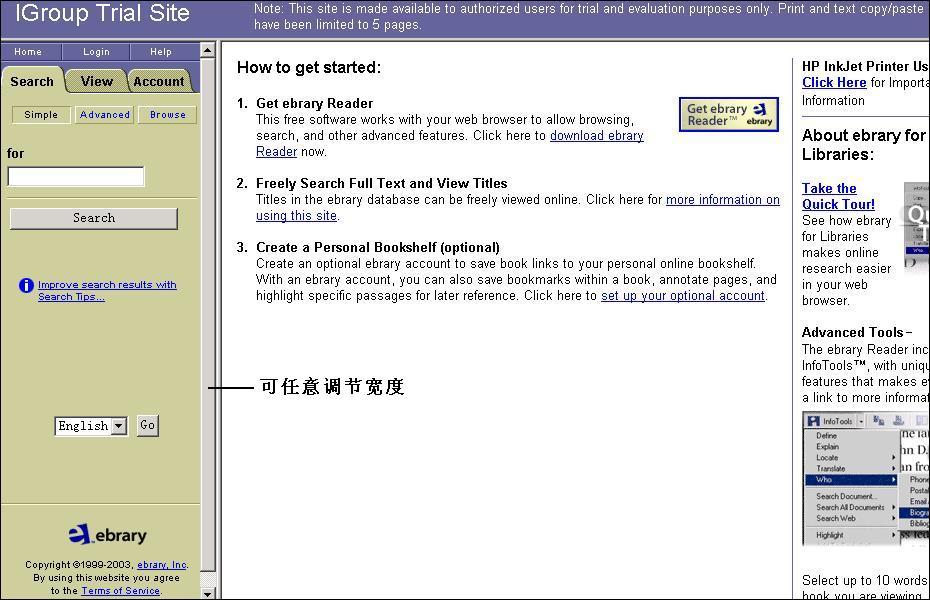 IGroup Trial Site
Note: This site is made available to authorized users for trial and evaluation purposes only. Print and text copy/paste
have been limited to 5 pages.
Home Login Help
Search View Account
Simple Advanced Browse
for
Search
Improve search results with
Search Tips...
English Go
ebrary
Copyright ©1999-2003, ebrary, Inc.
By using this website you agree
to the Terms of Service.
How to get started:
1. Get ebrary Reader
This free software works with your web browser to allow browsing,
search, and other advanced features. Click here to download ebrary
Reader now.
Get ebrary
Reader™ ebrary
2. Freely Search Full Text and View Titles
Titles in the ebrary database can be freely viewed online. Click here for more information on
using this site.
3. Create a Personal Bookshelf (optional)
Create an optional ebrary account to save book links to your personal online bookshelf.
With an ebrary account, you can also save bookmarks within a book, annotate pages, and
highlight specific passages for later reference. Click here to set up your optional account.
可任意调节宽度
HP InkJet Printer Us
Click Here for Importa
Information
About ebrary for
Libraries:
Take the
Quick Tour!
See how ebrary
for Libraries
makes online
research easier
in your web
browser.
Advanced Tools–
The ebrary Reader inc
InfoTools™, with uniqu
features that makes e
a link to more informat
InfoTools
Define
Explain
Locate
Translate
Who
Search Document...
Search All Documents
Search Web
Highlight
Phone
Postal
Email
Biogra
Bibliog
Select up to 10 words
book you are viewing,